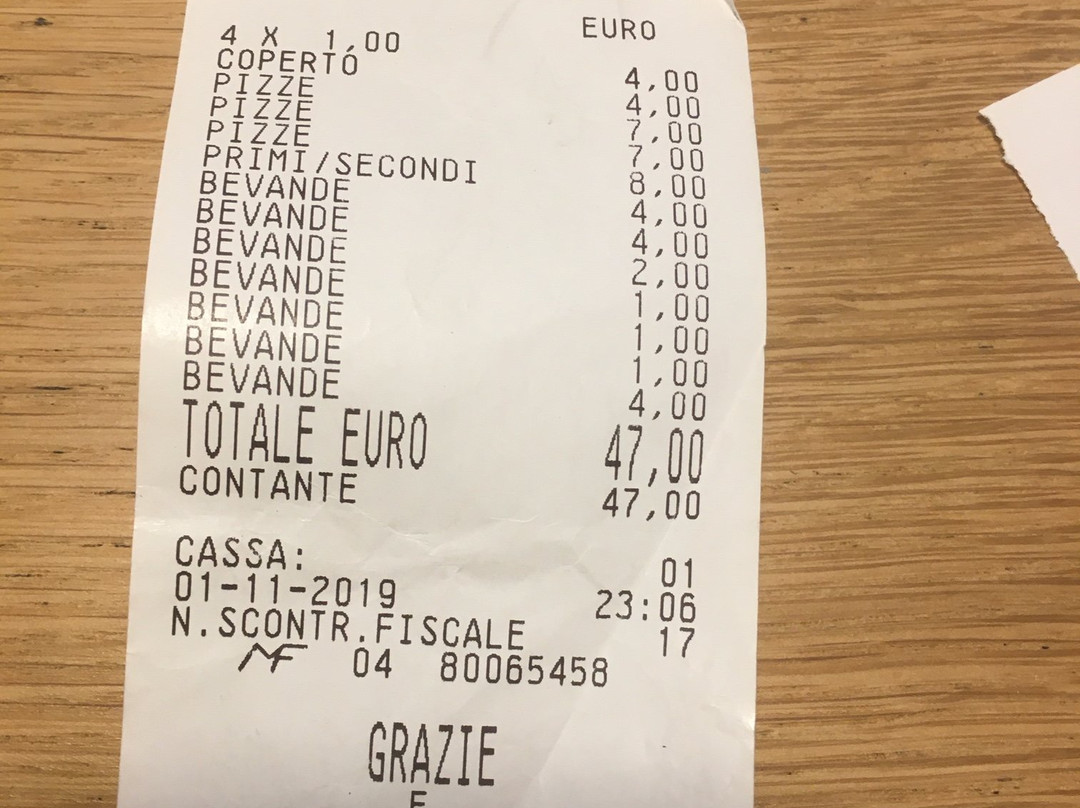 EURO
4 X 1,00
COPERTO 4,00
PIZZE 4,00
PIZZE 7,00
PIZZE 7,00
PRIMI/SECONDI 8,00
BEVANDE 4,00
BEVANDE 4,00
BEVANDE 2,00
BEVANDE 1,00
BEVANDE 1,00
BEVANDE 1,00
BEVANDE 4,00
TOTALE EURO 47,00
CONTANTE 47,00
CASSA: 01
01-11-2019 23:06
N.SCONTR.FISCALE 17
MF 04 80065458
GRAZIE